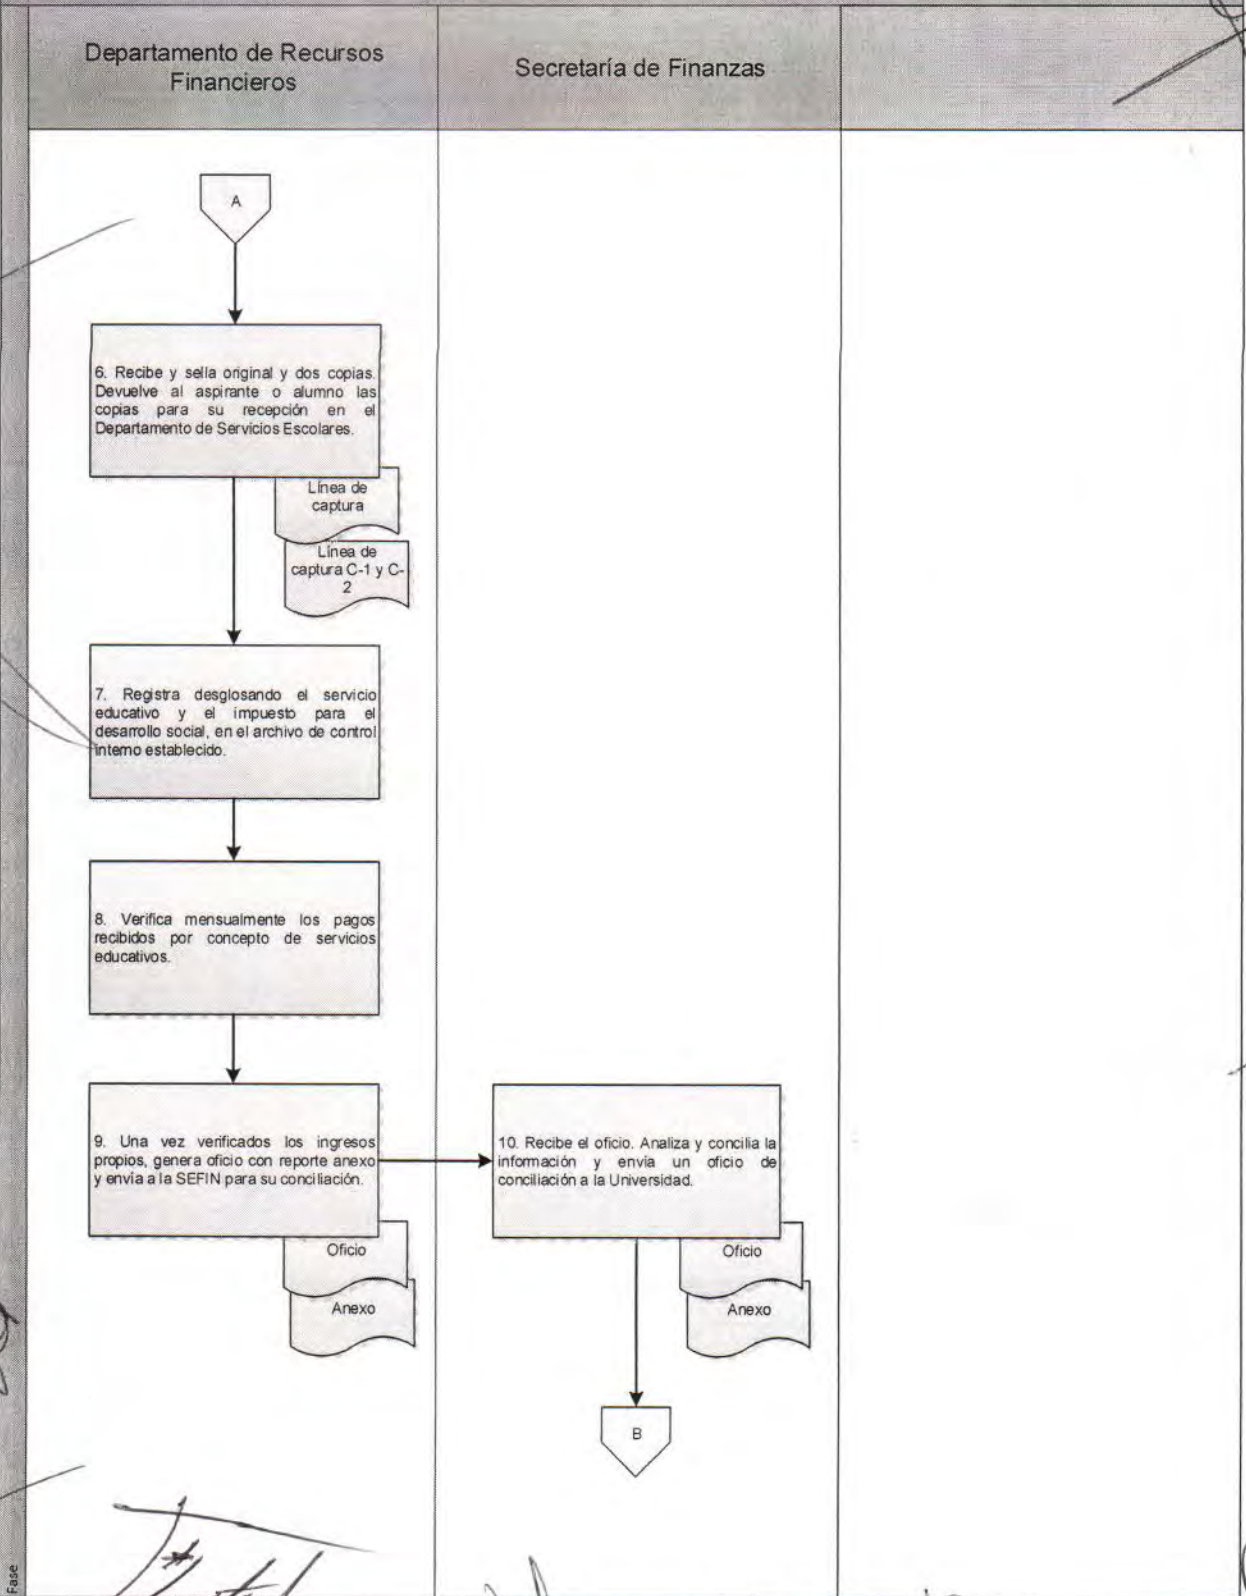 Departamento de Recursos
Financieros
Secretaría de Finanzas
A
6. Recibe y sella original y dos copias.
Devuelve al aspirante o alumno las
copias para su recepción en el
Departamento de Servicios Escolares.
Línea de
captura
Línea de
captura C-1 y C-
2
7. Registra desglosando el servicio
educativo y el impuesto para el
desarrollo social, en el archivo de control
interno establecido.
8. Verifica mensualmente los pagos
recibidos por concepto de servicios
educativos.
9. Una vez verificados los ingresos
propios, genera oficio con reporte anexo
y envía a la SEFIN para su conciliación.
Oficio
Anexo
10. Recibe el oficio. Analiza y concilia la
información y envía un oficio de
conciliación a la Universidad.
Oficio
Anexo
B
Fase